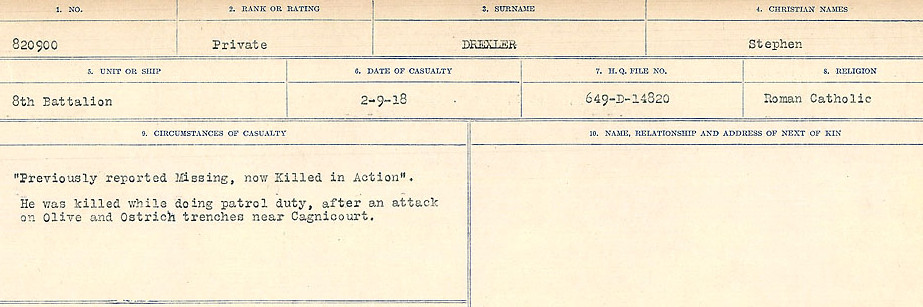 1. NO. 2. RANK OR RATING 3. SURNAME 4. CHRISTIAN NAMES
820900 Private DREXLER Stephen
5. UNIT OR SHIP 6. DATE OF CASUALTY 7. H.Q. FILE NO. 8. RELIGION
8th Battalion 2-9-18 649-D-14820 Roman Catholic
9. CIRCUMSTANCES OF CASUALTY 10. NAME, RELATIONSHIP AND ADDRESS OF NEXT OF KIN
"Previously reported Missing, now Killed in Action".
He was killed while doing patrol duty, after an attack
on Olive and Ostrich trenches near Cagnicourt.